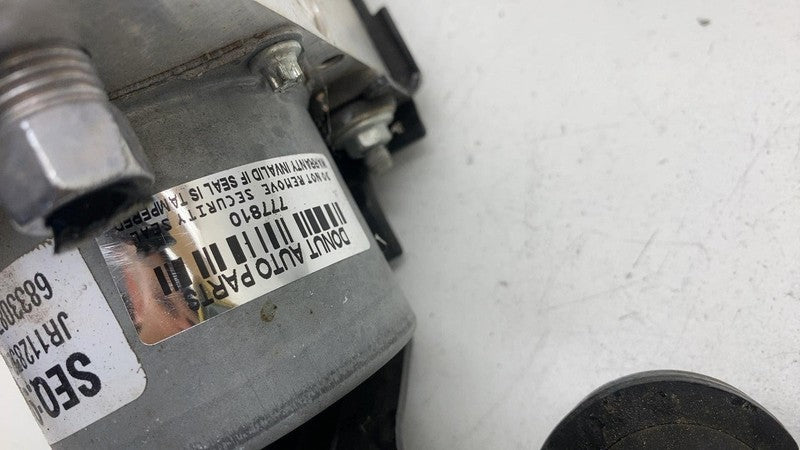 DONUT AUTO PARTS
777810
DO NOT REMOVE SECURITY SEAL
WARRANTY INVALID IF SEAL IS TAMPERED
SEQ